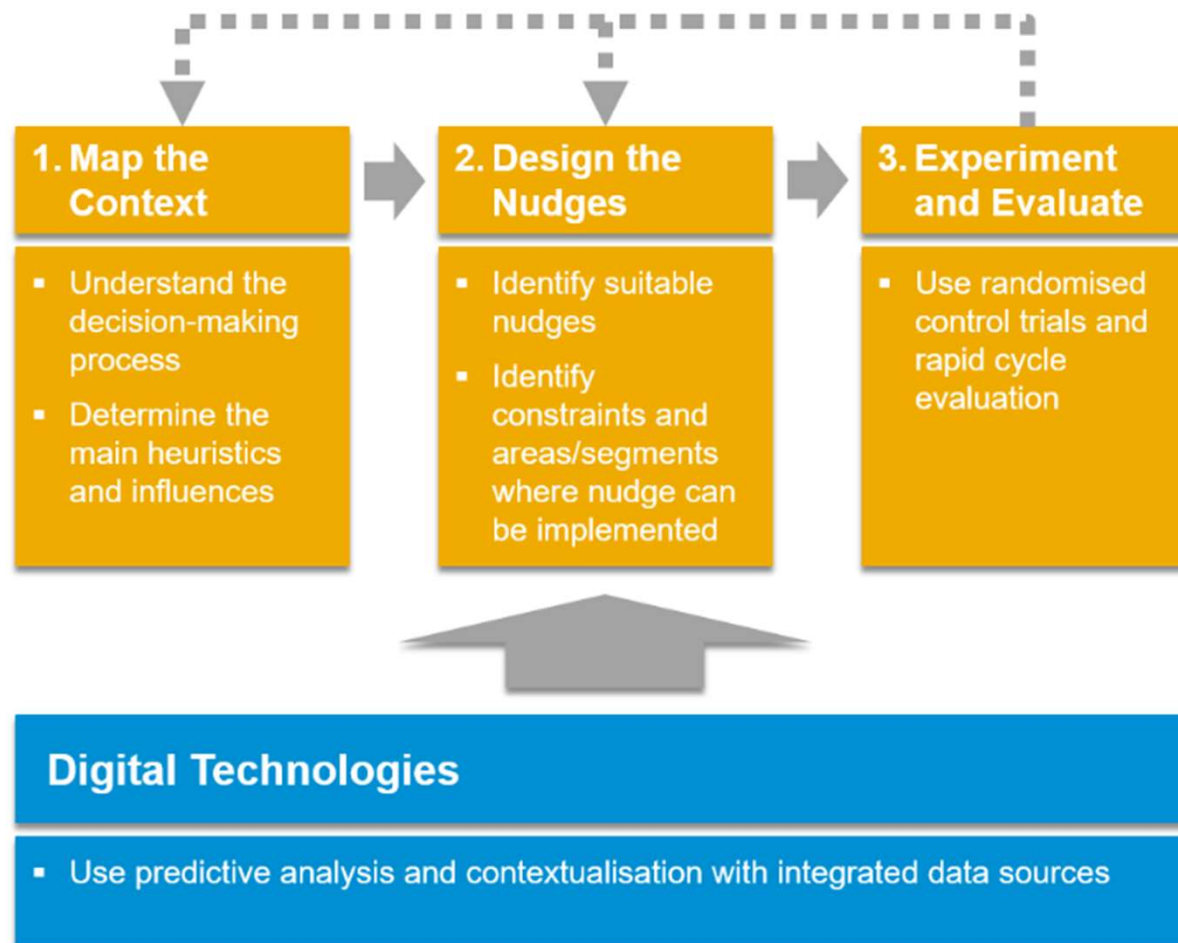 1. Map the
Context
▪ Understand the
decision-making
process
▪ Determine the
main heuristics
and influences
2. Design the
Nudges
▪ Identify suitable
nudges
▪ Identify
constraints and
areas/segments
where nudge can
be implemented
3. Experiment
and Evaluate
▪ Use randomised
control trials and
rapid cycle
evaluation
Digital Technologies
▪ Use predictive analysis and contextualisation with integrated data sources